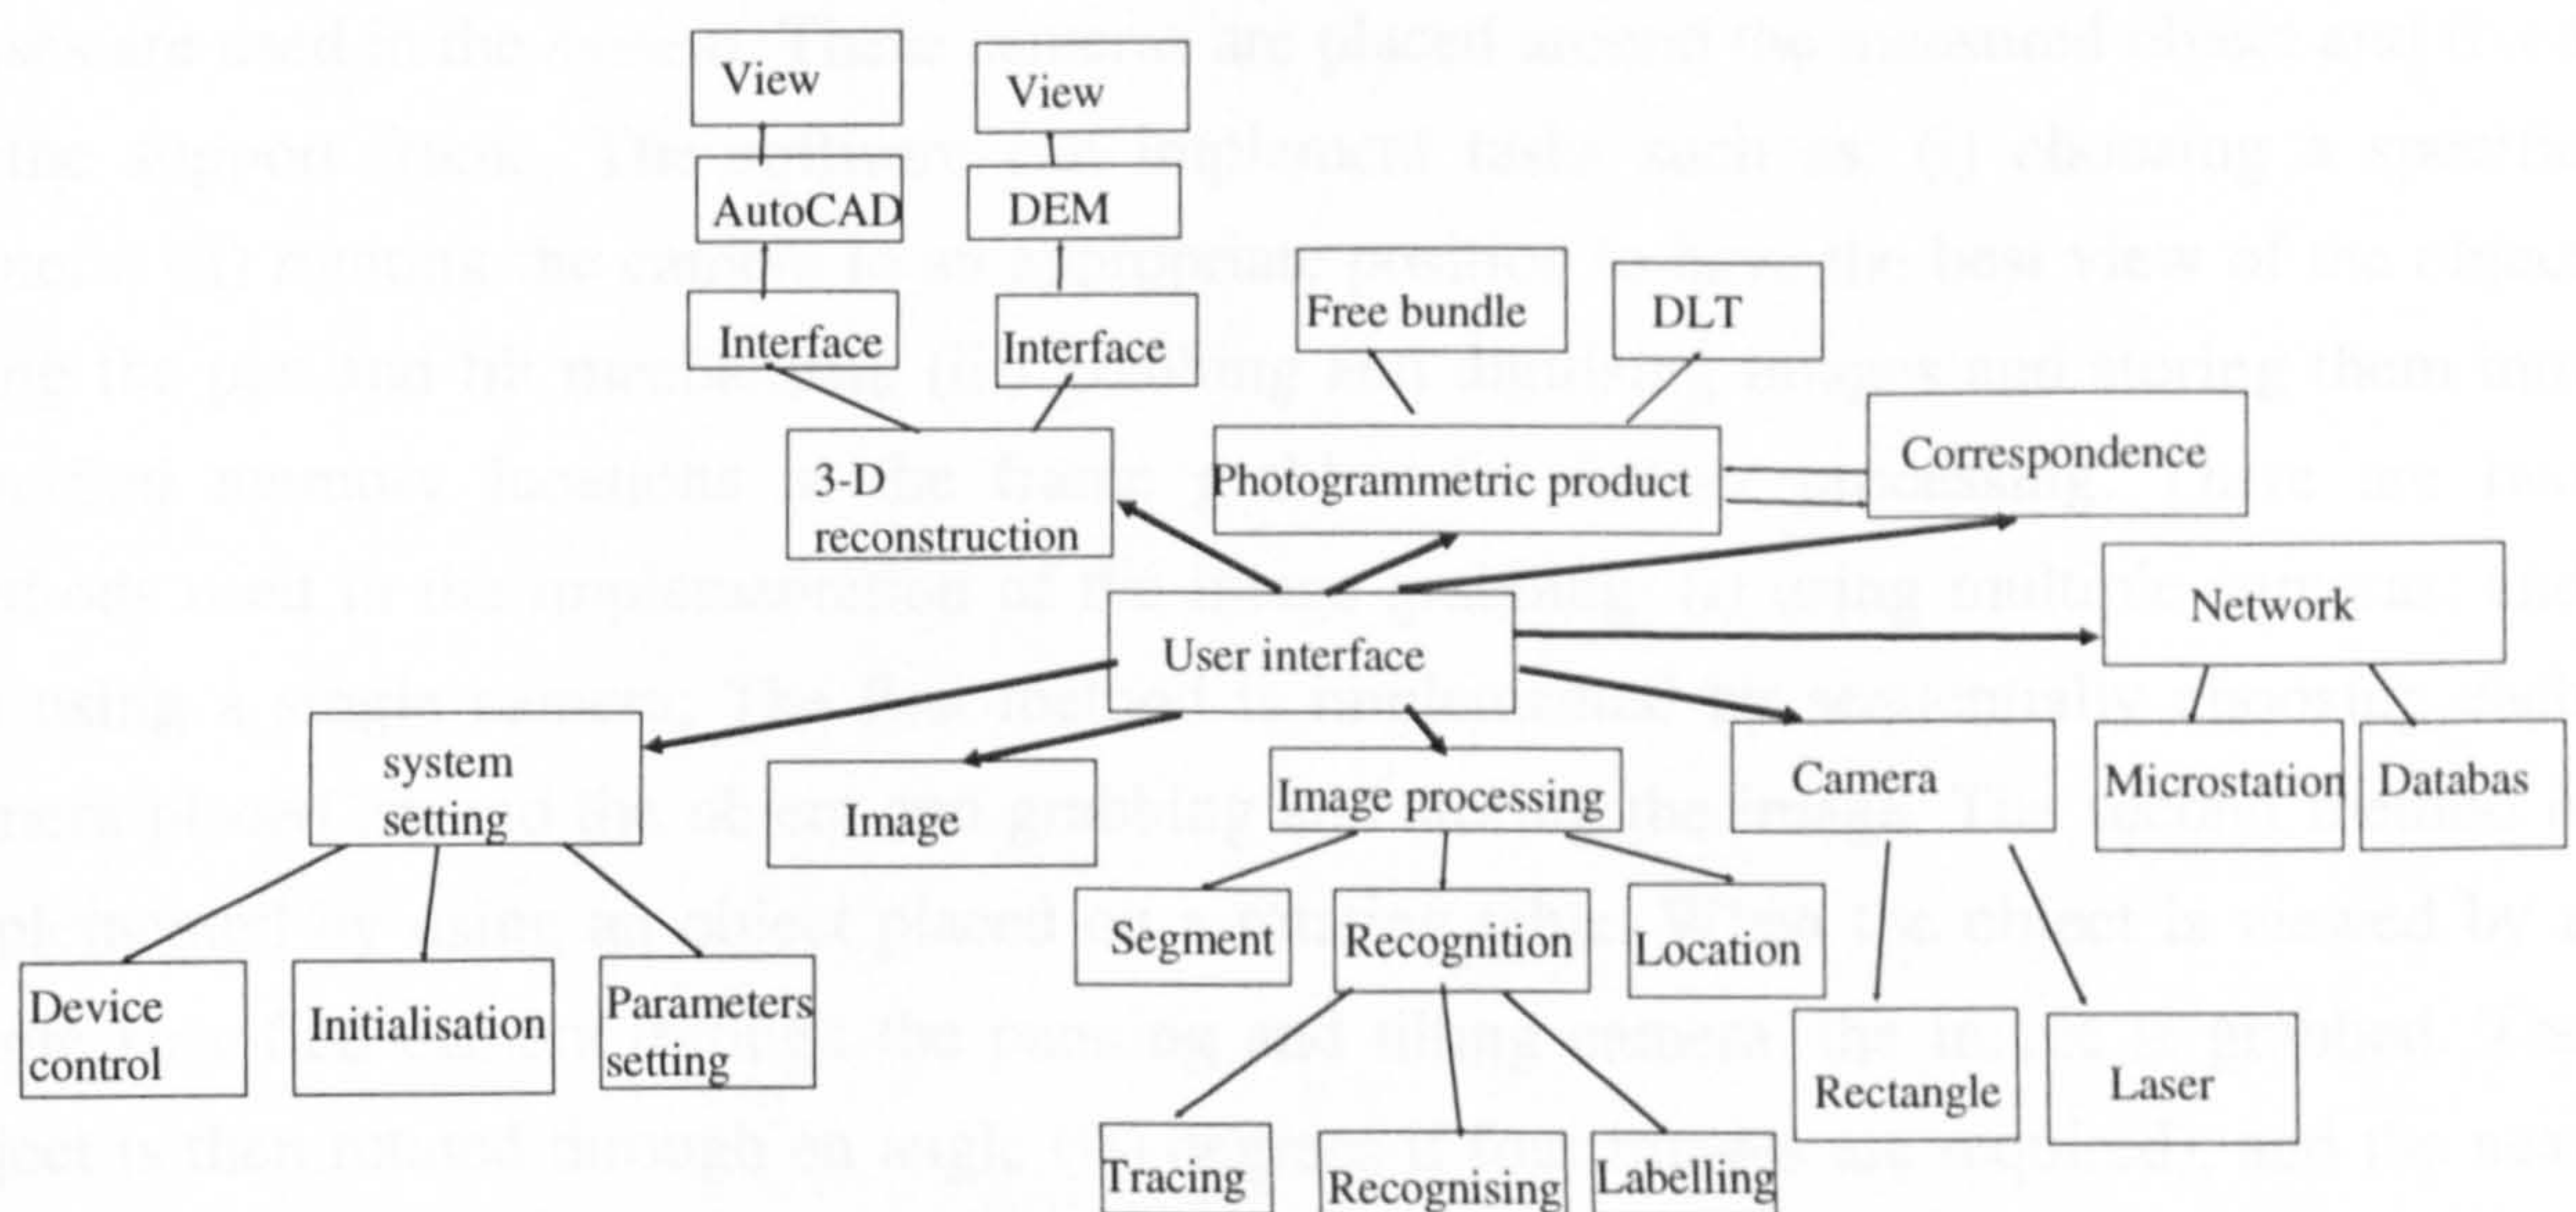 View
View
AutoCAD
DEM
Interface
Interface
Free bundle
DLT
3-D
reconstruction
Photogrammetric product
Correspondence
User interface
Network
system
setting
Image
Image processing
Camera
Microstation
Databas
Segment
Recognition
Location
Device
control
Initialisation
Parameters
setting
Rectangle
Laser
Tracing
Recognising
Labelling